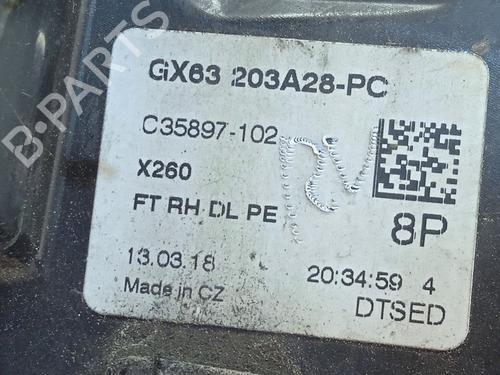 GX63 203A28-PC
C35897-102
X260
FT RH DL PE
8P
13.03.18
20:34:59 4
Made in CZ
DTSED
B-PARTS